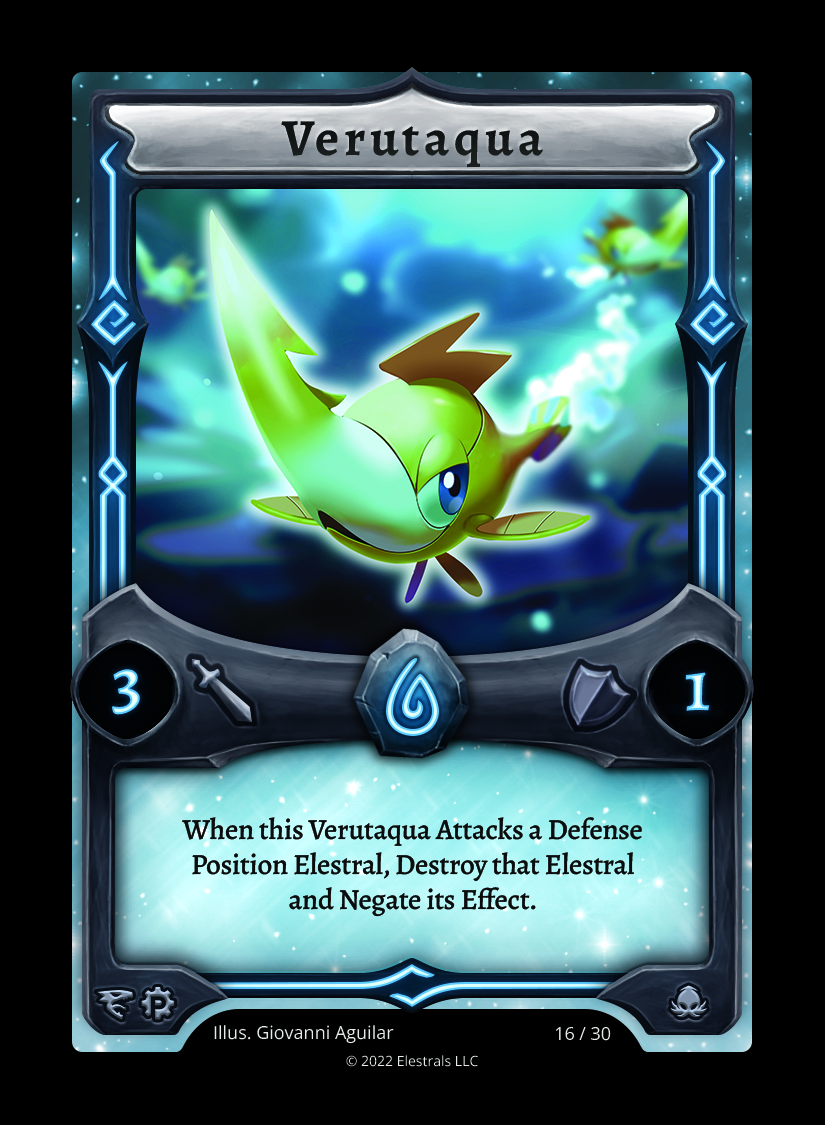 Verutaqua
3
1
When this Verutaqua Attacks a Defense
Position Elestral, Destroy that Elestral
and Negate its Effect.
P
Illus. Giovanni Aguilar 16 / 30
© 2022 Elestrals LLC